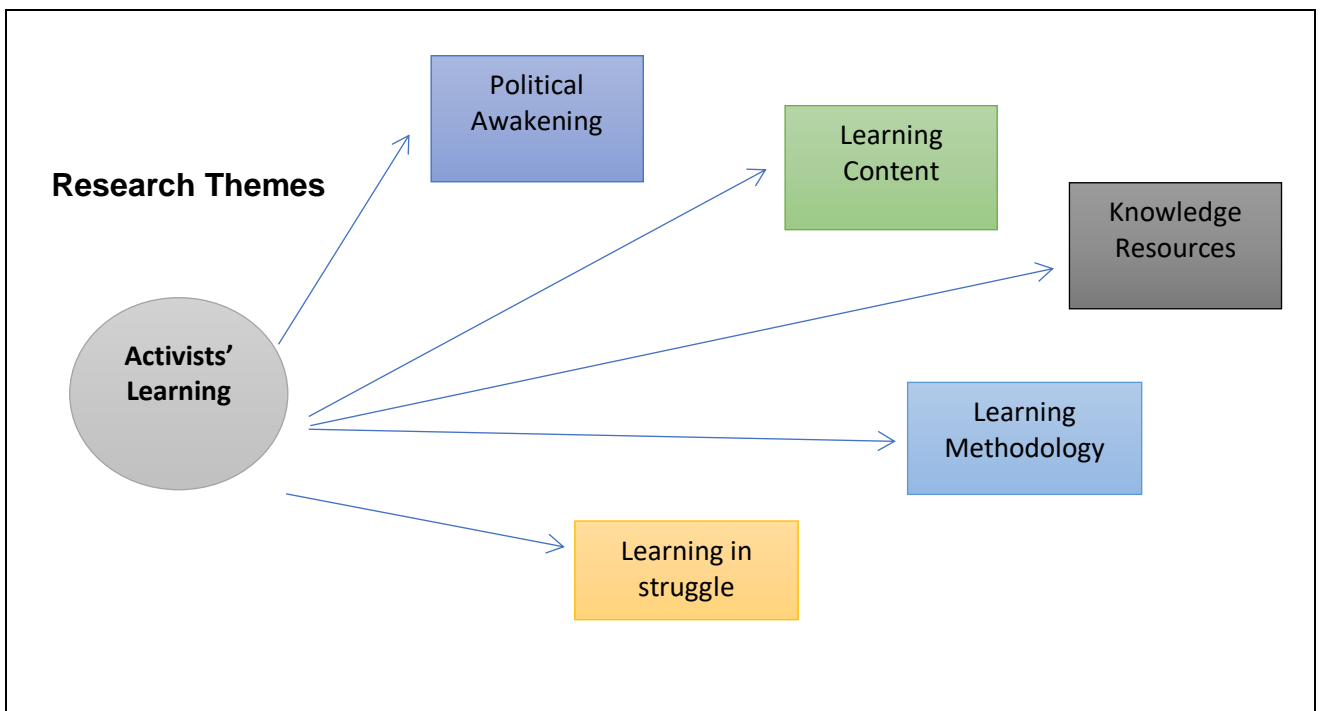 Political
Awakening
Learning
Content
Research Themes
Knowledge
Resources
Activists’
Learning
Learning
Methodology
Learning in
struggle